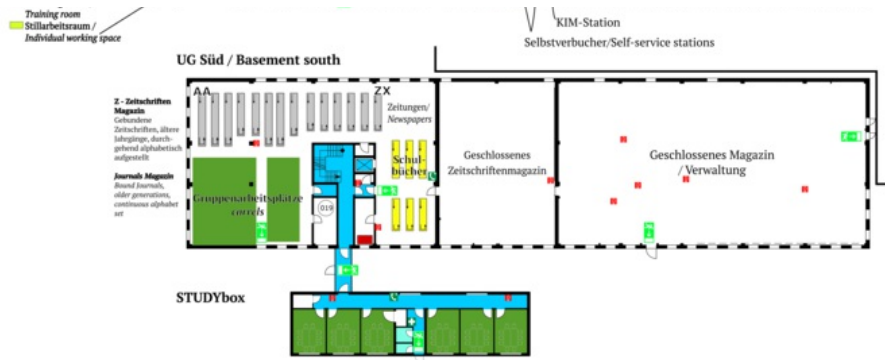 Training room
Stillarbeitsraum /
Individual working space
KIM-Station
Selbstverbucher/Self-service stations
UG Süd / Basement south
AA
ZX
Z - Zeitschriften
Magazin
Gebundene
Zeitschriften, ältere
Jahrgänge, durch-
gehend alphabetisch
aufgestellt
Journals Magazin
Bound Journals,
older generations,
continuous alphabet
set
Zeitungen/
Newspapers
Schul-
bücher
Gruppenarbeitsplätze
correls
019
Geschlossenes
Zeitschriftenmagazin
Geschlossenes Magazin
/ Verwaltung
STUDYbox